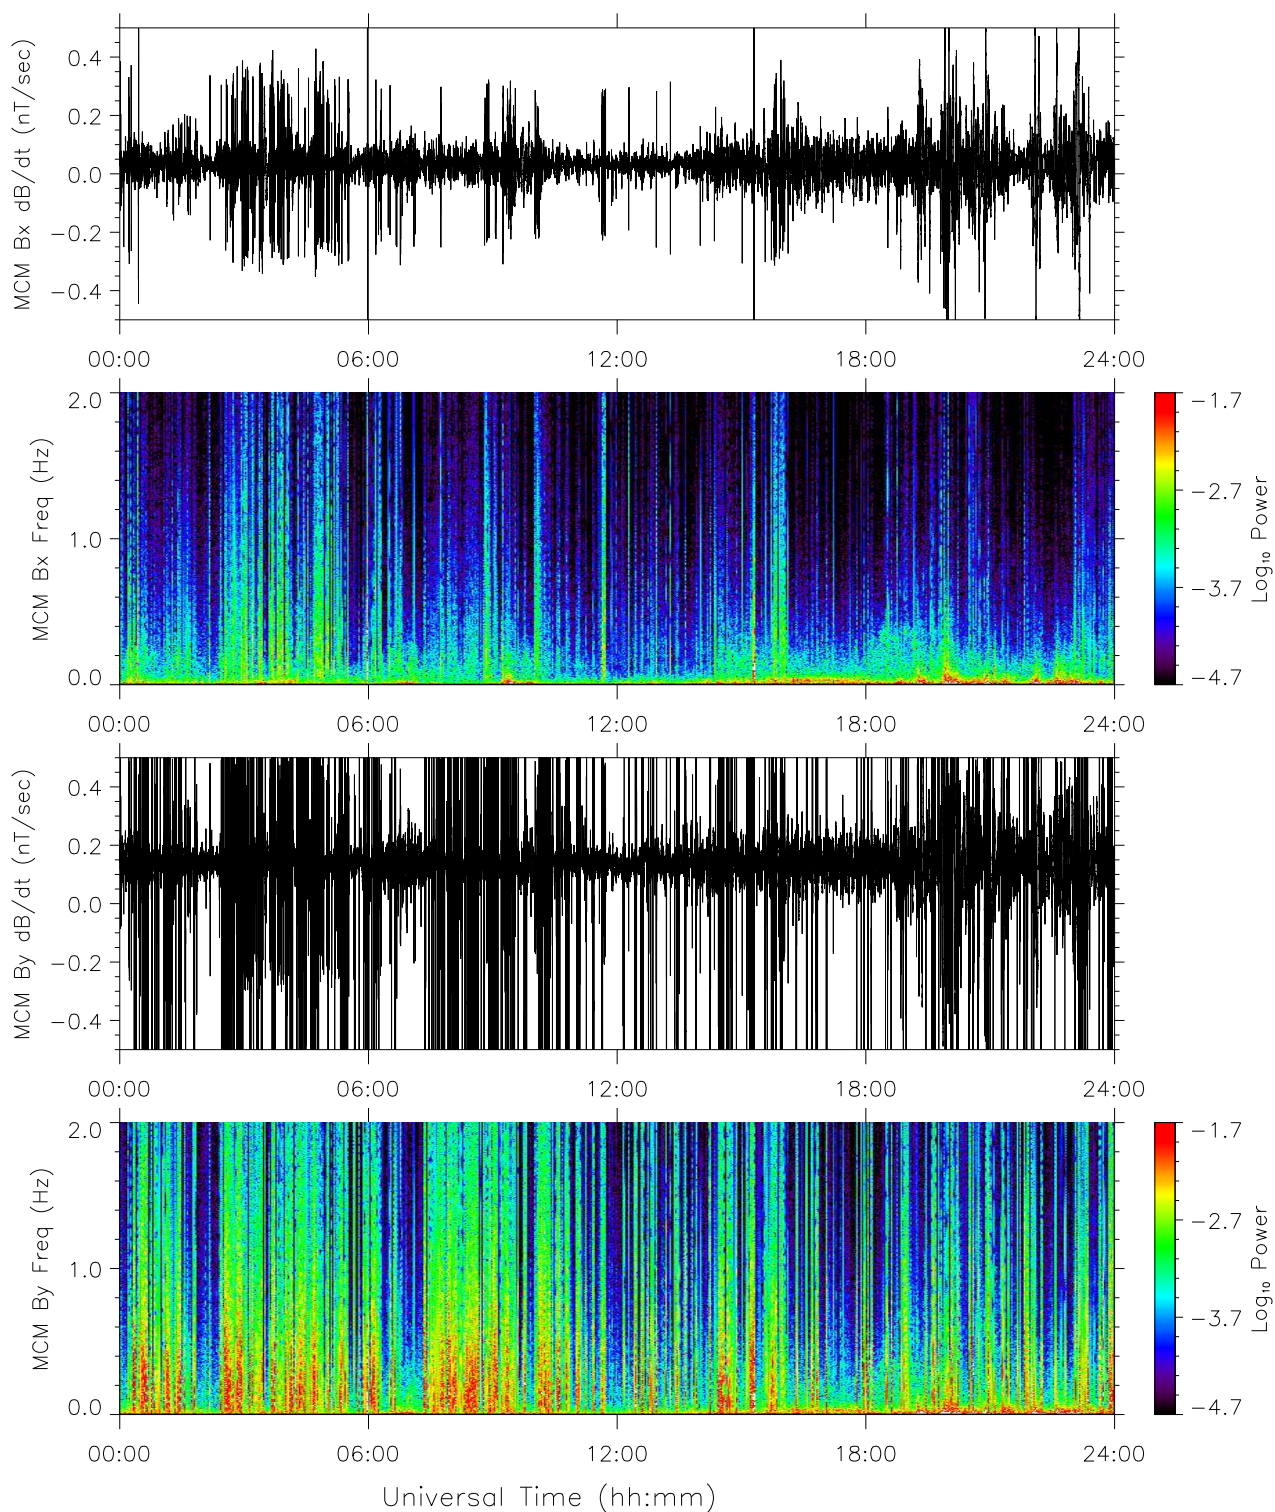 MCM Bx dB/dt (nT/sec)
0.4
0.2
0.0
−0.2
−0.4
00:00 06:00 12:00 18:00 24:00
MCM Bx Freq (Hz)
2.0
1.0
0.0
00:00 06:00 12:00 18:00 24:00
−1.7
−2.7
−3.7
−4.7
Log₁₀ Power
MCM By dB/dt (nT/sec)
0.4
0.2
0.0
−0.2
−0.4
00:00 06:00 12:00 18:00 24:00
MCM By Freq (Hz)
2.0
1.0
0.0
00:00 06:00 12:00 18:00 24:00
−1.7
−2.7
−3.7
−4.7
Log₁₀ Power
Universal Time (hh:mm)